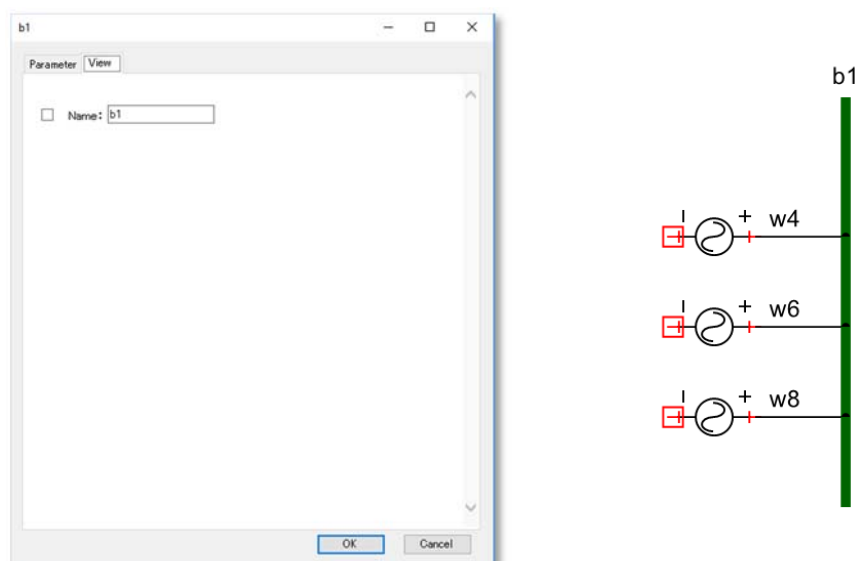 b1
Parameter View
Name: b1
OK Cancel
b1
+ w4
+ w6
+ w8